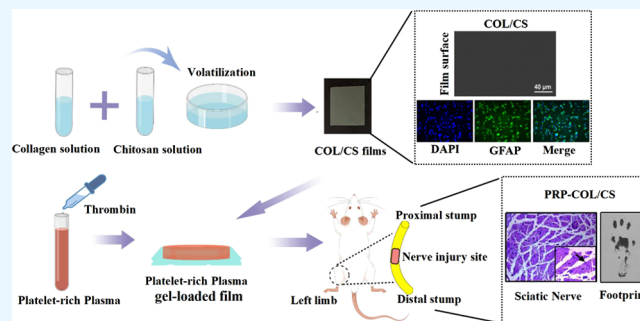 COL/CS
Film surface
40 μm
Volatilization
Collagen solution
Chitosan solution
COL/CS films
DAPI
GFAP
Merge
Thrombin
Platelet-rich Plasma
Platelet-rich Plasma
gel-loaded film
Left limb
Proximal stump
Nerve injury site
Distal stump
PRP-COL/CS
Sciatic Nerve
Footprin